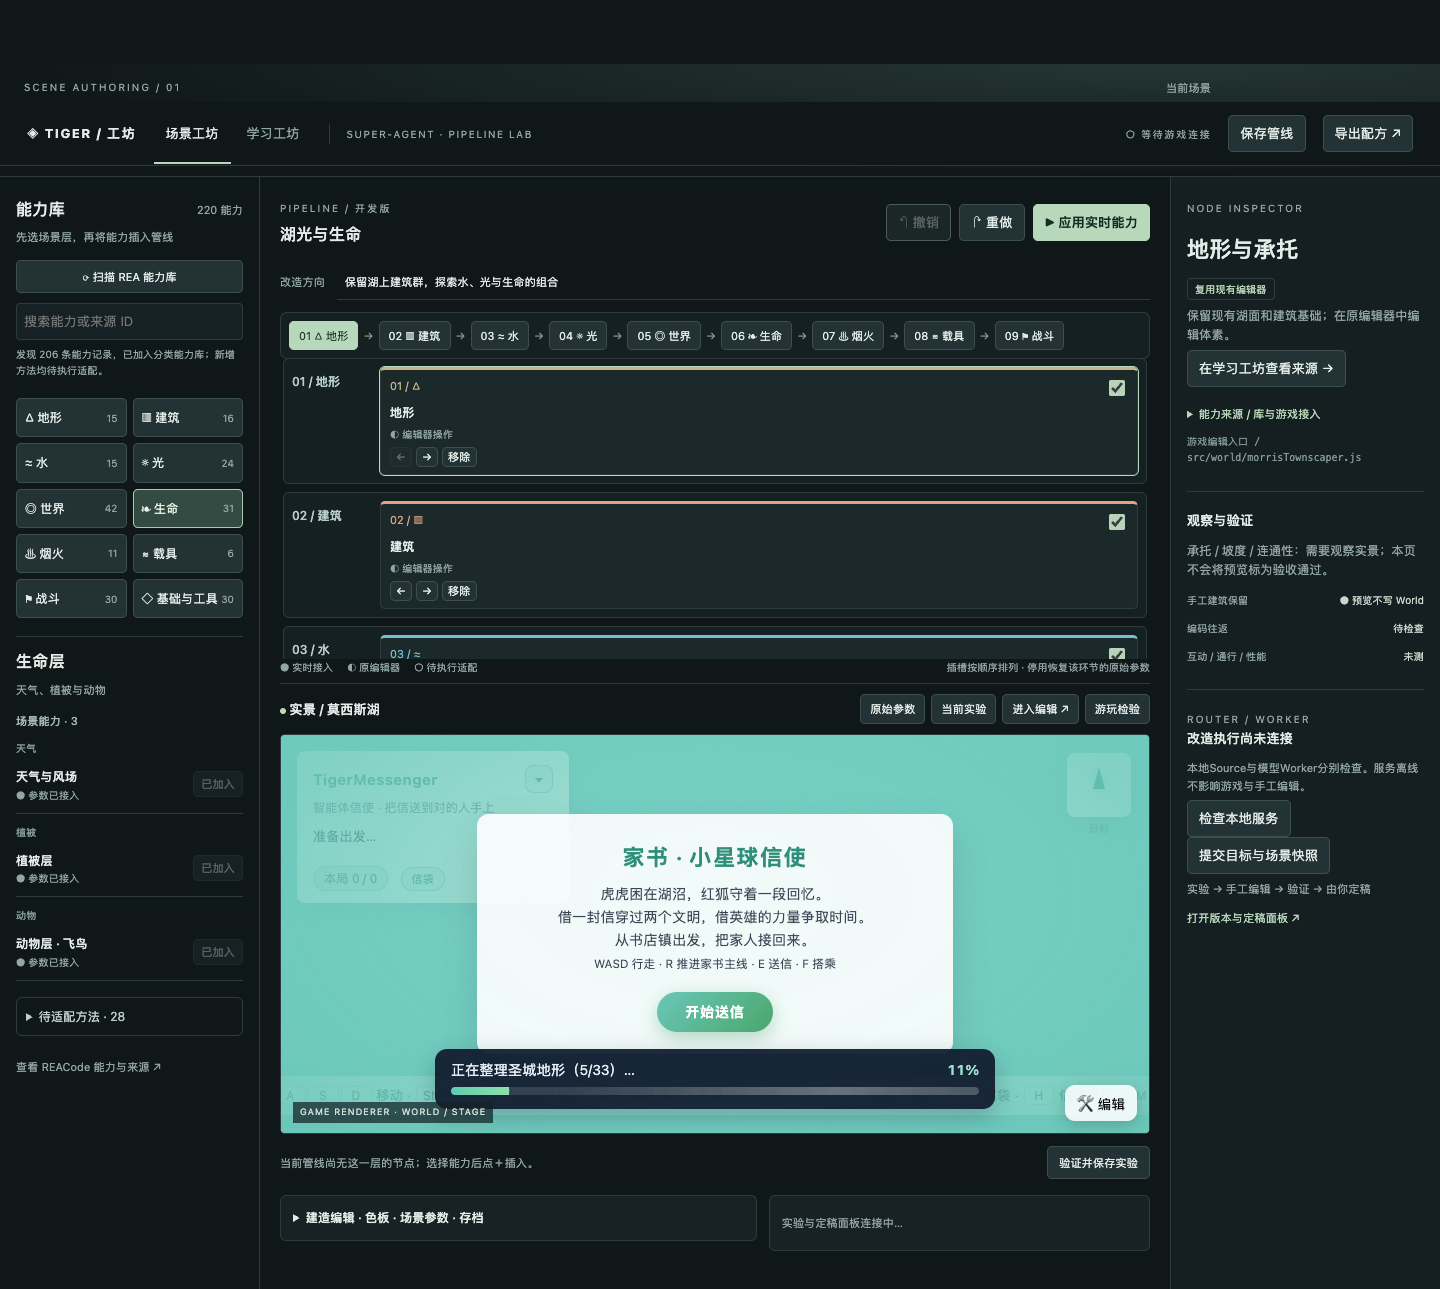 SCENE AUTHORING / 01
当前场景
◈ TIGER / 工坊
场景工坊
学习工坊
SUPER-AGENT · PIPELINE LAB
○ 等待游戏连接
保存管线
导出配方 ↗
能力库
220 能力
先选场景层，再将能力插入管线
⟳ 扫描 REA 能力库
搜索能力或来源 ID
发现 206 条能力记录，已加入分类能力库；新增
方法均待执行适配。
△ 地形 15
▥ 建筑 16
≈ 水 15
☼ 光 24
◎ 世界 42
❧ 生命 31
♨ 烟火 11
≋ 载具 6
⚑ 战斗 30
◇ 基础与工具 30
生命层
天气、植被与动物
场景能力 · 3
天气
天气与风场
● 参数已接入
已加入
植被
植被层
● 参数已接入
已加入
动物
动物层 · 飞鸟
● 参数已接入
已加入
▶ 待适配方法 · 28
查看 REACode 能力与来源 ↗
PIPELINE / 开发版
湖光与生命
撤销
重做
▶ 应用实时能力
改造方向
保留湖上建筑群，探索水、光与生命的组合
01 △ 地形 → 02 ▥ 建筑 → 03 ≈ 水 → 04 ☼ 光 → 05 ◎ 世界 → 06 ❧ 生命 → 07 ♨ 烟火 → 08 ≋ 载具 → 09 ⚑ 战斗
01 / 地形
01 / △
地形
◐ 编辑器操作
← → 移除
02 / 建筑
02 / ▥
建筑
◐ 编辑器操作
← → 移除
03 / 水
03 / ≈
● 实时接入 ◐ 原编辑器 ○ 待执行适配
插槽按顺序排列 · 停用恢复该环节的原始参数
● 实景 / 莫西斯湖
原始参数
当前实验
进入编辑 ↗
游玩检验
TigerMessenger
智能体信使 · 把信送到对的人手上
准备出发…
本局 0 / 0
信袋
目标
家书 · 小星球信使
虎虎困在湖沼，红狐守着一段回忆。
借一封信穿过两个文明，借英雄的力量争取时间。
从书店镇出发，把家人接回来。
WASD 行走 · R 推进家书主线 · E 送信 · F 搭乘
开始送信
正在整理圣城地形（5/33）…
11%
A S D 移动 ·
袋 · H
GAME RENDERER · WORLD / STAGE
🛠 编辑
当前管线尚无这一层的节点；选择能力后点＋插入。
验证并保存实验
▶ 建造编辑 · 色板 · 场景参数 · 存档
实验与定稿面板连接中…
NODE INSPECTOR
地形与承托
复用现有编辑器
保留现有湖面和建筑基础；在原编辑器中编
辑体素。
在学习工坊查看来源 →
▶ 能力来源 / 库与游戏接入
游戏编辑入口 /
src/world/morrisTownscaper.js
观察与验证
承托 / 坡度 / 连通性：需要观察实景；本页
不会将预览标为验收通过。
手工建筑保留
● 预览不写 World
编码往返
待检查
互动 / 通行 / 性能
未测
ROUTER / WORKER
改造执行尚未连接
本地Source与模型Worker分别检查。服务离线
不影响游戏与手工编辑。
检查本地服务
提交目标与场景快照
实验 → 手工编辑 → 验证 → 由你定稿
打开版本与定稿面板 ↗